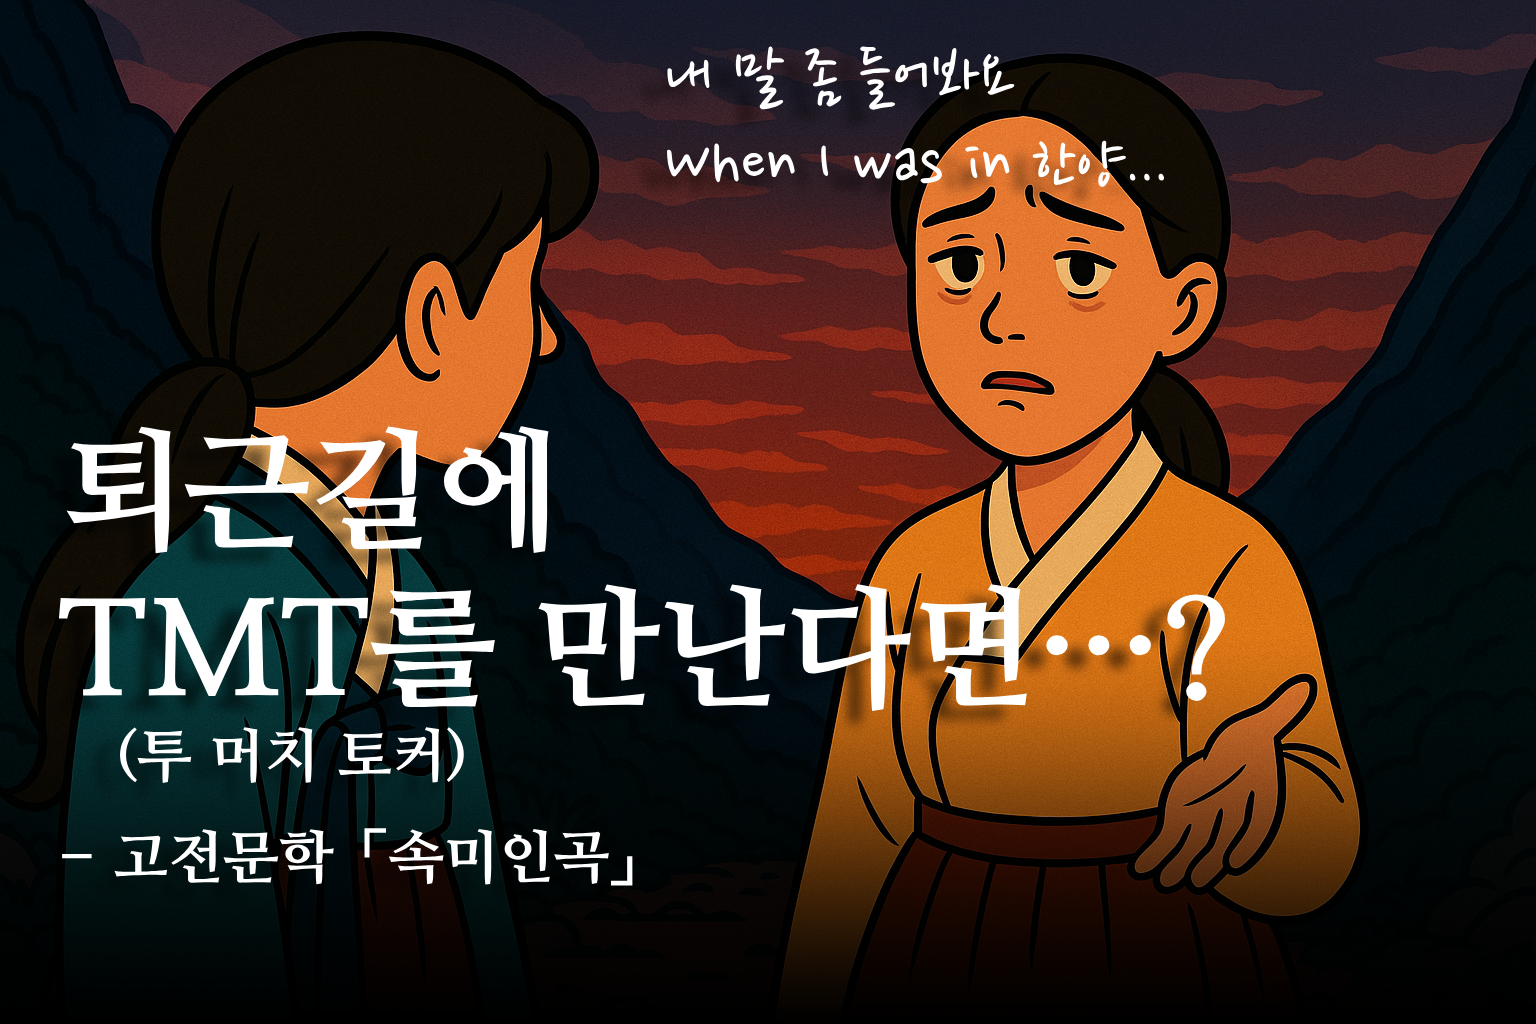 내 말 좀 들어봐요
When I was in 한양...
퇴근길에
TMT를 만난다면…?
(투 머치 토커)
- 고전문학 「속미인곡」